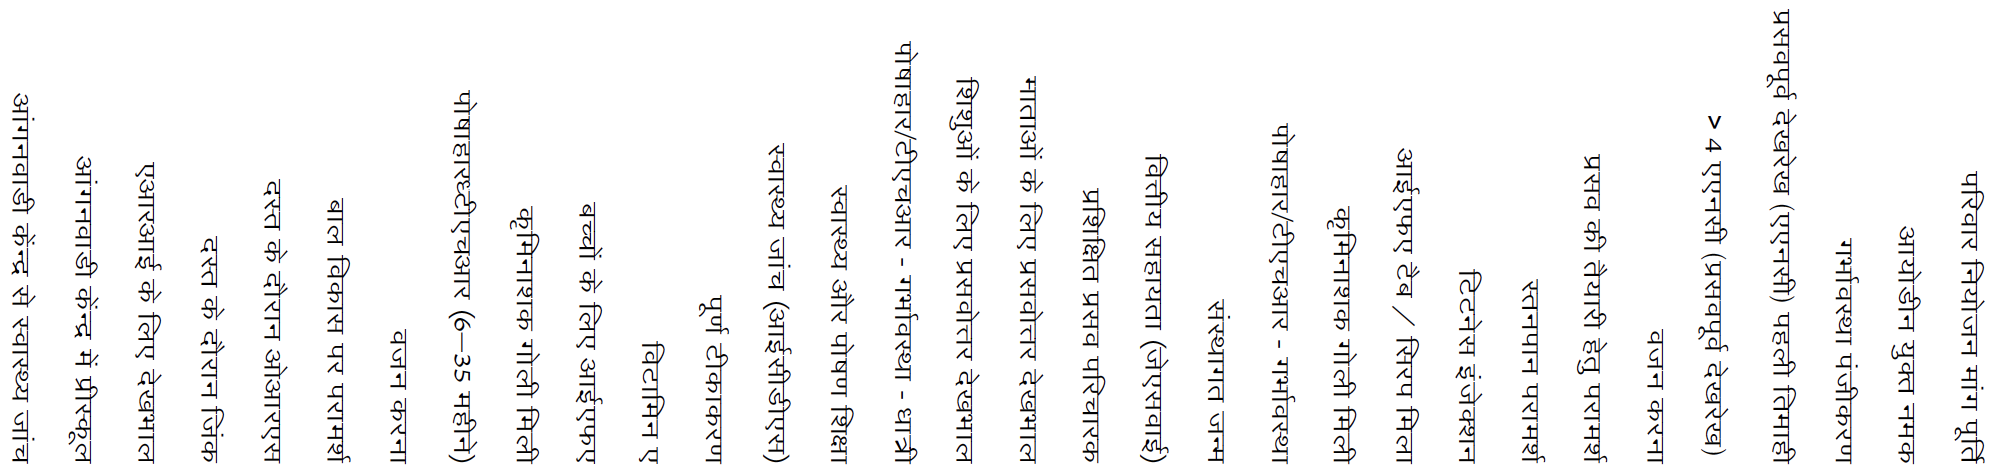 परिवार नियोजन मांग पूर्ति
आयोडीन युक्त नमक
गर्भावस्था पंजीकरण
प्रसवपूर्व देखरेख (एएनसी) पहली तिमाही
> 4 एएनसी (प्रसवपूर्व देखरेख)
वजन करना
प्रसव की तैयारी हेतु परामर्श
स्तनपान परामर्श
टिटनेस इंजेक्शन
आईएफए टैब / सिरप मिला
कृमिनाशक गोली मिली
पोषाहार/टीएचआर - गर्भावस्था
संस्थागत जन्म
वित्तीय सहायता (जेएसवाई)
प्रशिक्षित प्रसव परिचारक
माताओं के लिए प्रसवोत्तर देखभाल
शिशुओं के लिए प्रसवोत्तर देखभाल
पोषाहार/टीएचआर - गर्भावस्था - धात्री
स्वास्थ्य और पोषण शिक्षा
स्वास्थ्य जांच (आईसीडीएस)
पूर्ण टीकाकरण
विटामिन ए
बच्चों के लिए आईएफए
कृमिनाशक गोली मिली
पोषाहारटीएचआर (6–35 महीने)
वजन करना
बाल विकास पर परामर्श
दस्त के दौरान ओआरएस
दस्त के दौरान जिंक
एआरआई के लिए देखभाल
आंगनवाडी केंन्द्र में प्रीस्कूल
आंगनवाडी केंन्द्र से स्वास्थ्य जांच